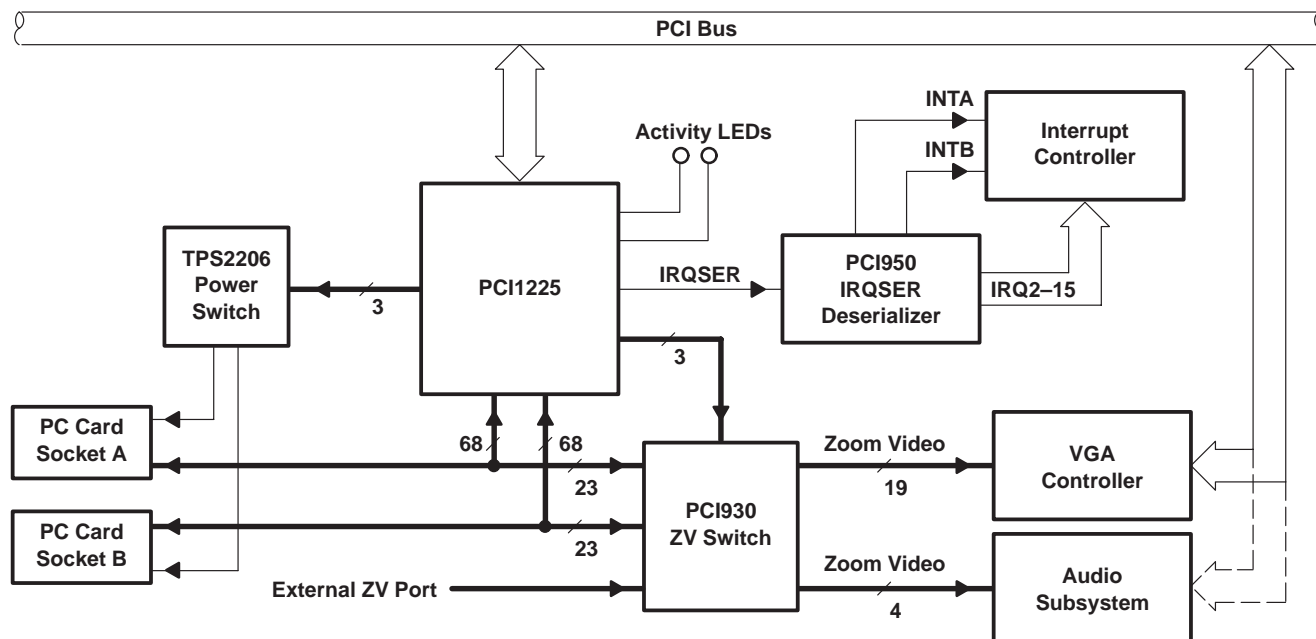 PCI Bus
Activity LEDs
INTA
INTB
Interrupt
Controller
TPS2206
Power
Switch
3
PCI1225
IRQSER
PCI950
IRQSER
Deserializer
IRQ2–15
3
PC Card
Socket A
68
68
23
Zoom Video
19
VGA
Controller
PC Card
Socket B
23
PCI930
ZV Switch
External ZV Port
Zoom Video
4
Audio
Subsystem